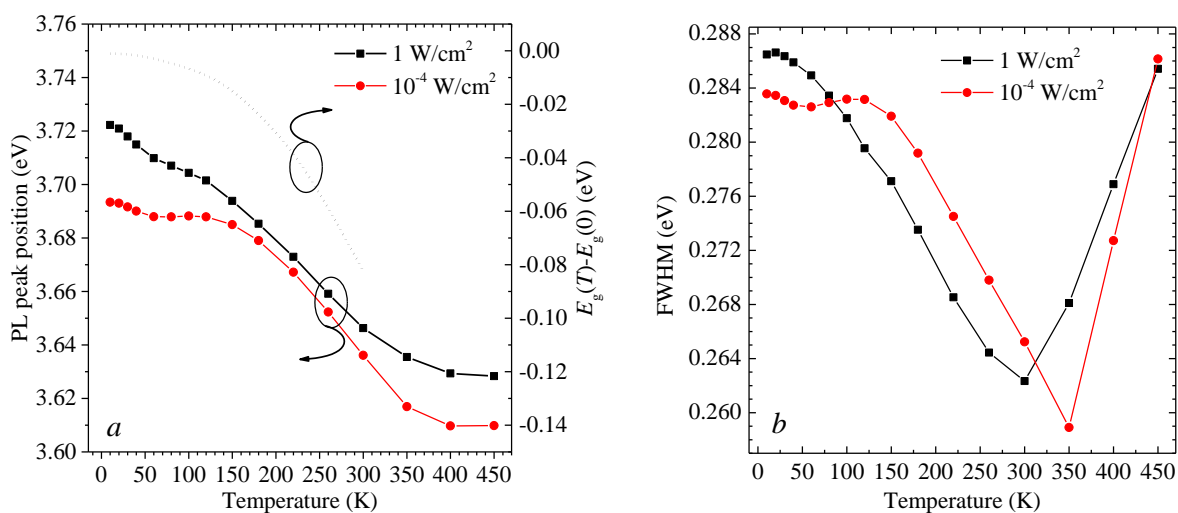 3.76
3.74
3.72
3.70
3.68
3.66
3.64
3.62
3.60
PL peak position (eV)
1 W/cm²
10⁻⁴ W/cm²
0.00
-0.02
-0.04
-0.06
-0.08
-0.10
-0.12
-0.14
E_g(T)-E_g(0) (eV)
a
0 50 100 150 200 250 300 350 400 450
Temperature (K)
0.288
0.284
0.280
0.276
0.272
0.268
0.264
0.260
FWHM (eV)
1 W/cm²
10⁻⁴ W/cm²
b
0 50 100 150 200 250 300 350 400 450
Temperature (K)